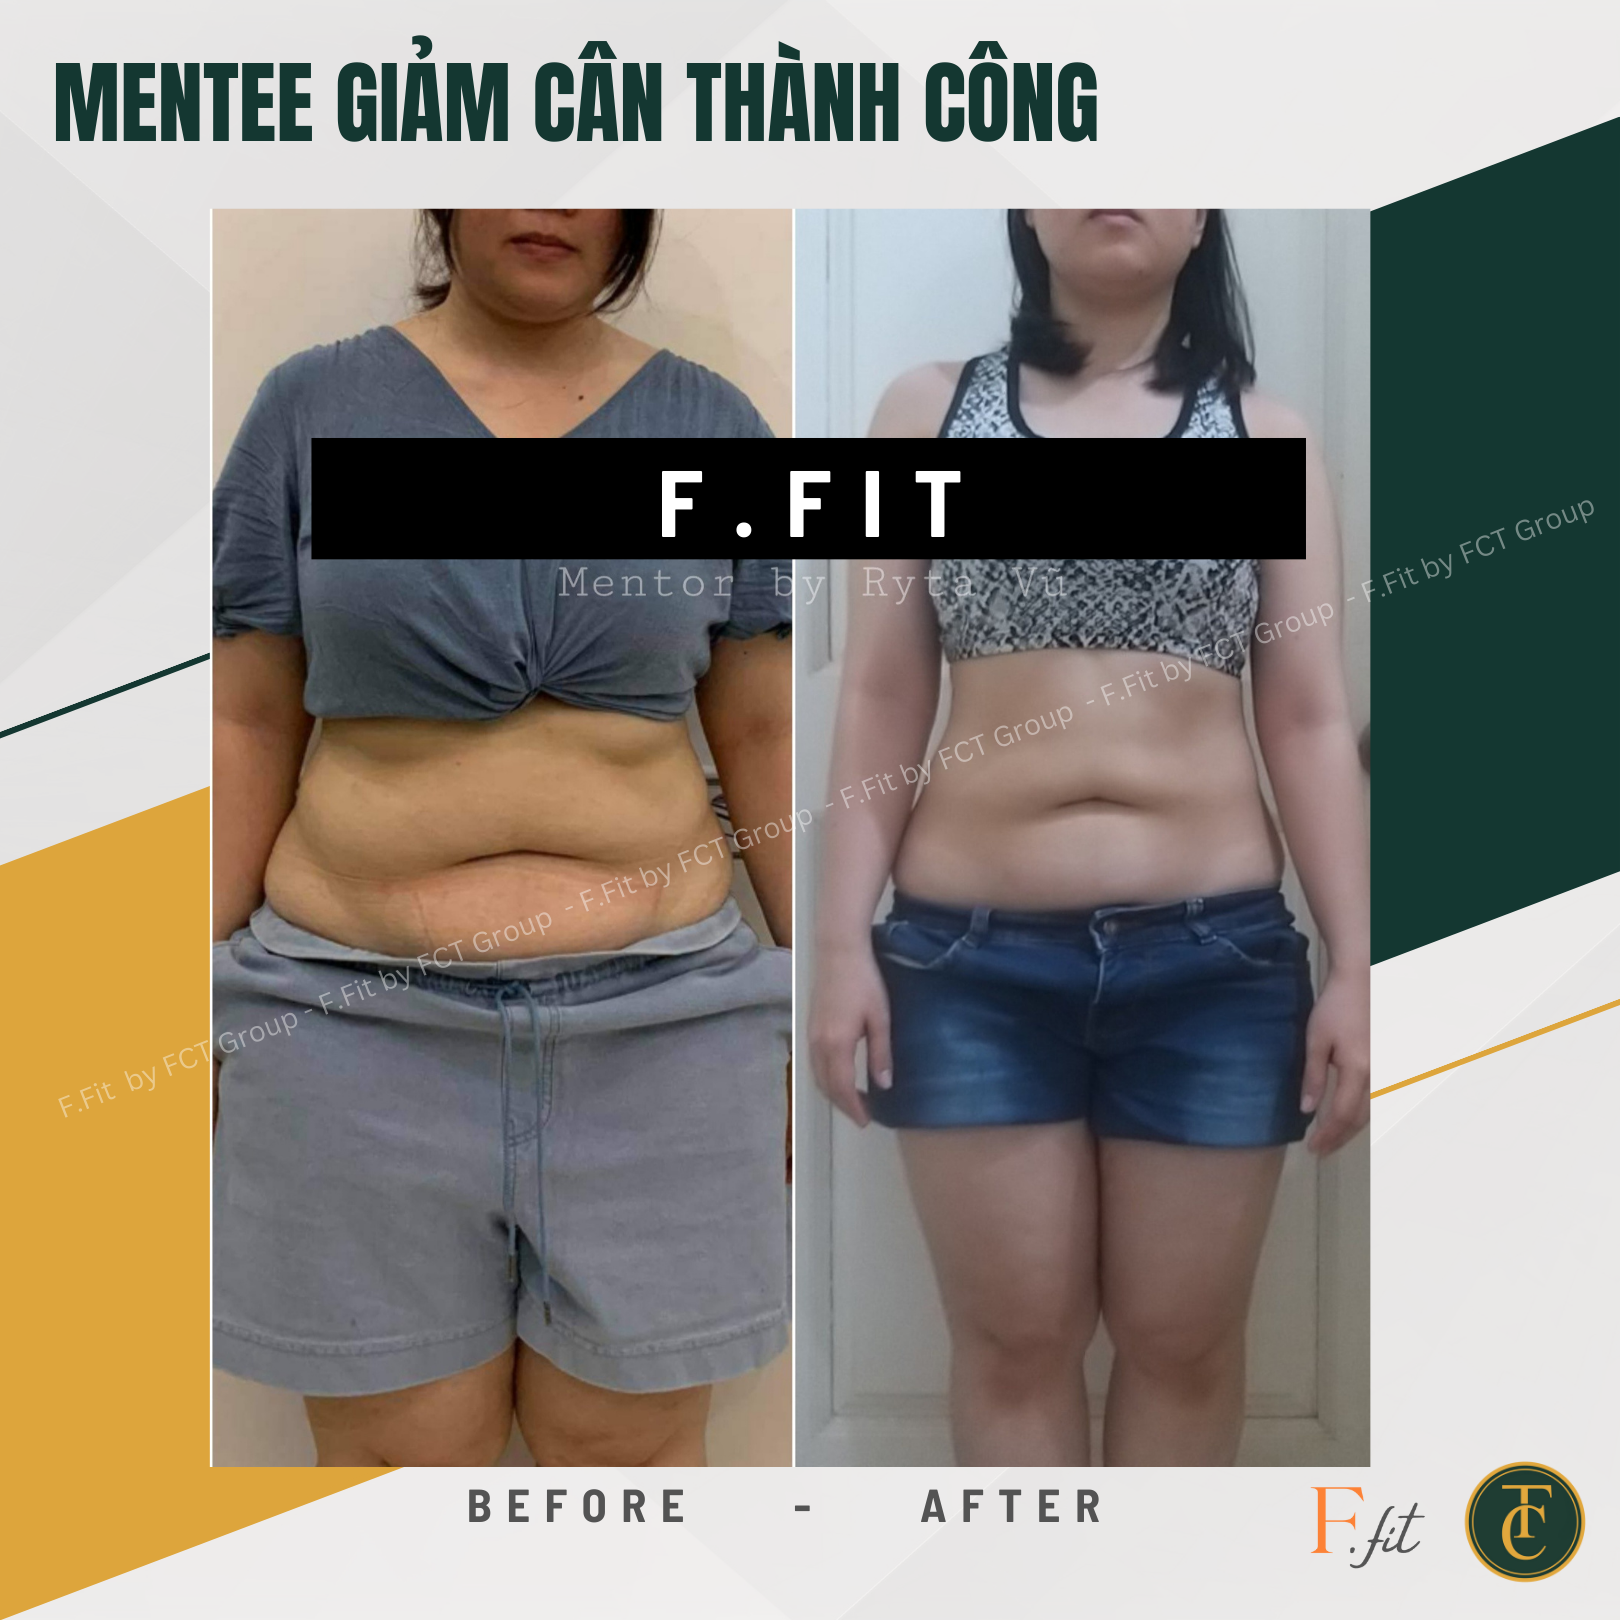 MENTEE GIẢM CÂN THÀNH CÔNG
F.FIT
Mentor by Ryta Vũ
F.Fit by FCT Group - F.Fit by FCT Group - F.Fit by FCT Group - F.Fit by FCT Group - F.Fit by FCT Group - F.Fit by FCT Group
BEFORE - AFTER
F.fit